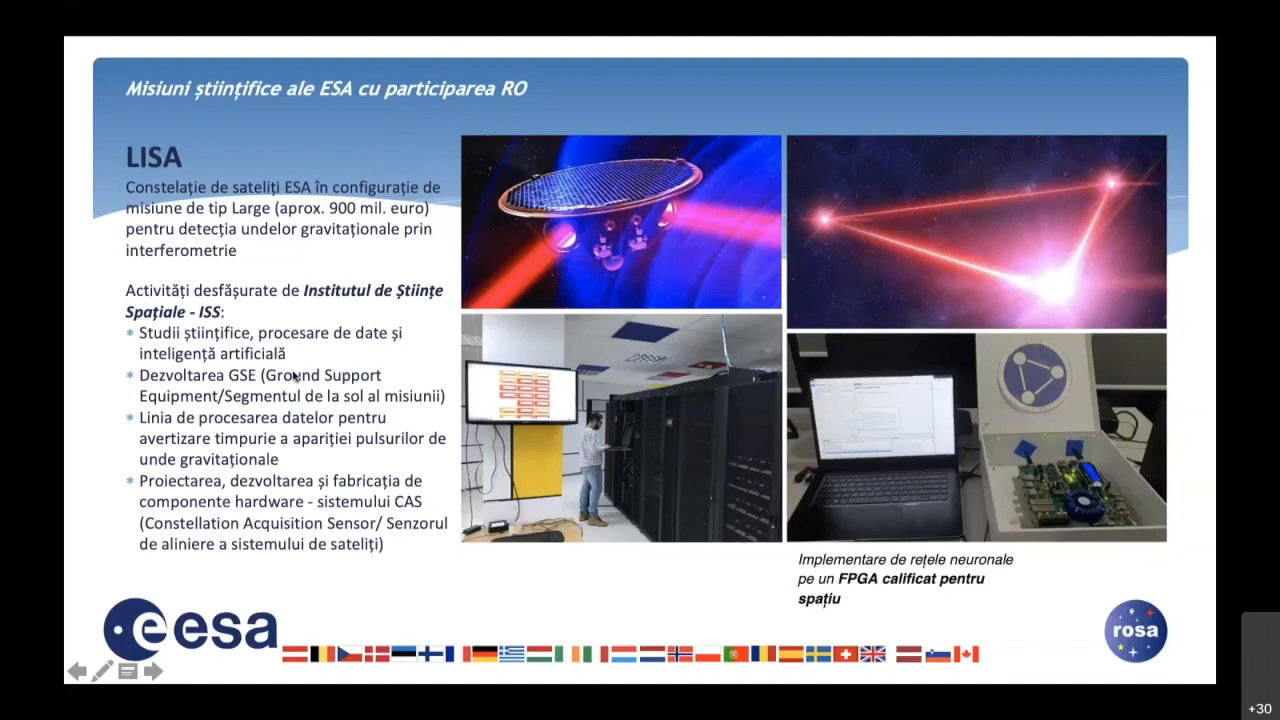 Misiuni științifice ale ESA cu participarea RO
LISA
Constelație de sateliți ESA în configurație de
misiune de tip Large (aprox. 900 mil. euro)
pentru detecția undelor gravitaționale prin
interferometrie
Activități desfășurate de Institutul de Științe
Spațiale - ISS:
* Studii științifice, procesare de date și
inteligență artificială
* Dezvoltarea GSE (Ground Support
Equipment/Segmentul de la sol al misiunii)
* Linia de procesarea datelor pentru
avertizare timpurie a apariției pulsurilor de
unde gravitaționale
* Proiectarea, dezvoltarea și fabricația de
componente hardware - sistemului CAS
(Constellation Acquisition Sensor/ Senzorul
de aliniere a sistemului de sateliți)
Implementare de rețele neuronale
pe un FPGA calificat pentru
spațiu
esa
rosa
+30